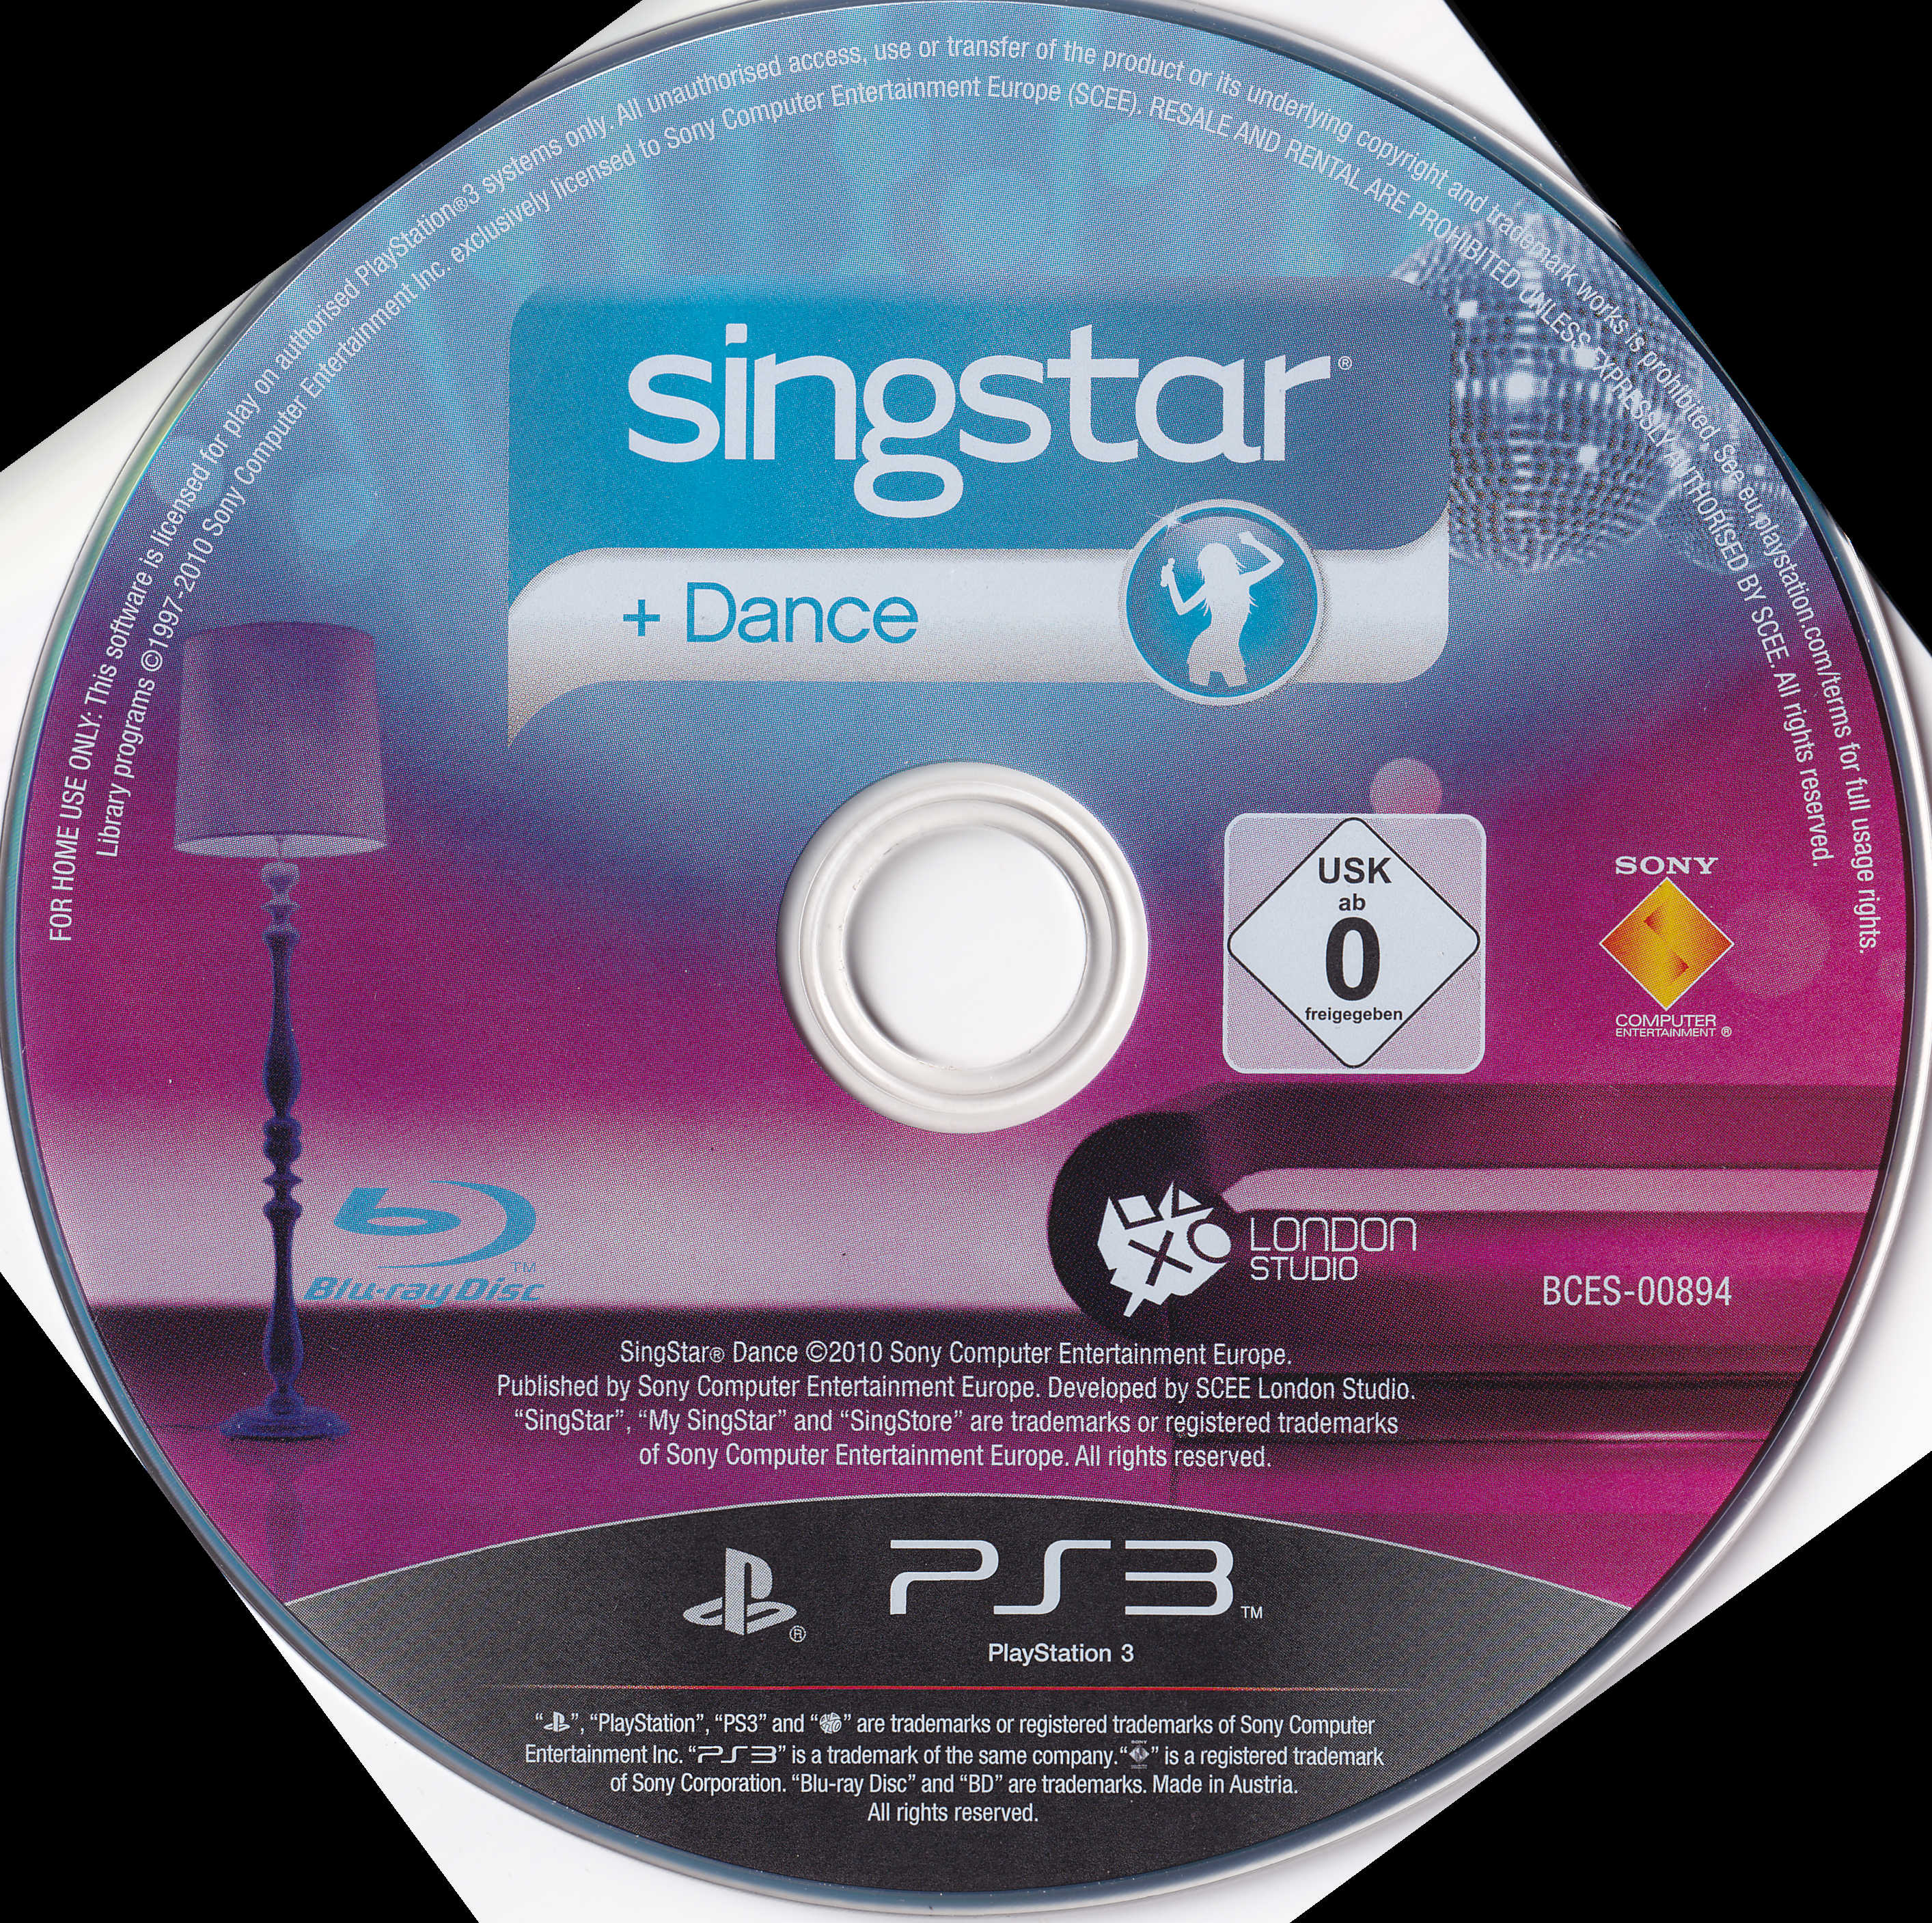 FOR HOME USE ONLY: This software is licensed for play on authorised PlayStation®3 systems only. All unauthorised access, use or transfer of the product or its underlying copyright and trademark works is prohibited. See eu.playstation.com/terms for full usage rights.
Library programs ©1997-2010 Sony Computer Entertainment Inc. exclusively licensed to Sony Computer Entertainment Europe (SCEE). RESALE AND RENTAL ARE PROHIBITED UNLESS EXPRESSLY AUTHORISED BY SCEE. All rights reserved.
singstar®
+ Dance
USK
ab
0
freigegeben
SONY
COMPUTER
ENTERTAINMENT ®
LONDON
STUDIO
TM
Blu-ray Disc
BCES-00894
SingStar® Dance ©2010 Sony Computer Entertainment Europe.
Published by Sony Computer Entertainment Europe. Developed by SCEE London Studio.
“SingStar”, “My SingStar” and “SingStore” are trademarks or registered trademarks
of Sony Computer Entertainment Europe. All rights reserved.
® PS3 TM
PlayStation 3
“ ”, “PlayStation”, “PS3” and “ ” are trademarks or registered trademarks of Sony Computer
Entertainment Inc. “PS3” is a trademark of the same company. “ ” is a registered trademark
of Sony Corporation. “Blu-ray Disc” and “BD” are trademarks. Made in Austria.
All rights reserved.